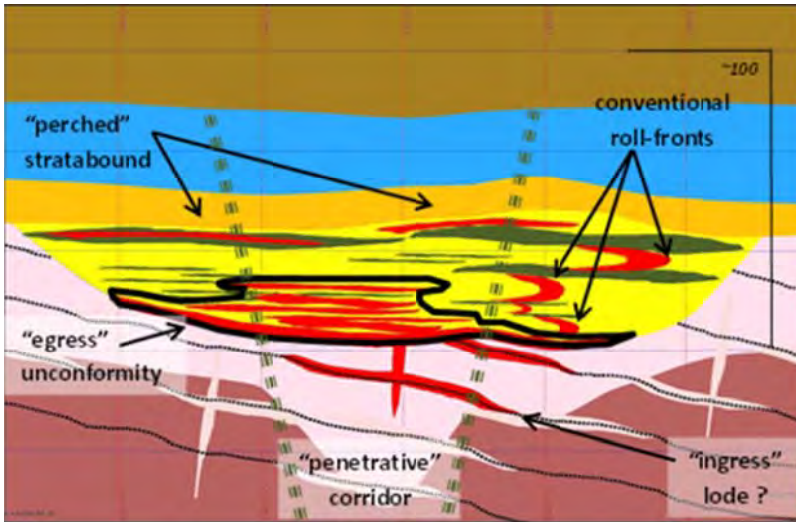 ~100
"perched"
stratabound
conventional
roll-fronts
"egress"
unconformity
"penetrative"
corridor
"ingress"
lode ?